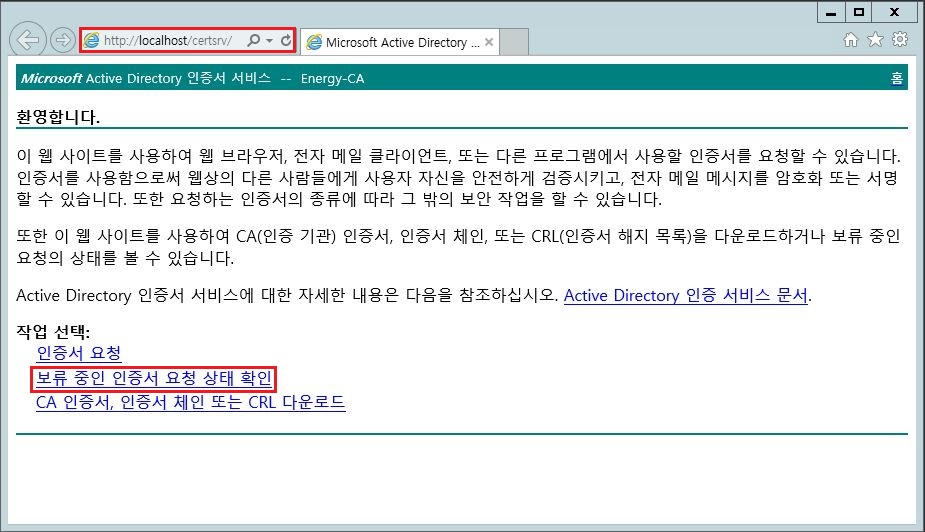 http://localhost/certsrv/
Microsoft Active Directory ...
Microsoft Active Directory 인증서 서비스 -- Energy-CA 홈
환영합니다.
이 웹 사이트를 사용하여 웹 브라우저, 전자 메일 클라이언트, 또는 다른 프로그램에서 사용할 인증서를 요청할 수 있습니다.
인증서를 사용함으로써 웹상의 다른 사람들에게 사용자 자신을 안전하게 검증시키고, 전자 메일 메시지를 암호화 또는 서명
할 수 있습니다. 또한 요청하는 인증서의 종류에 따라 그 밖의 보안 작업을 할 수 있습니다.
또한 이 웹 사이트를 사용하여 CA(인증 기관) 인증서, 인증서 체인, 또는 CRL(인증서 해지 목록)을 다운로드하거나 보류 중인
요청의 상태를 볼 수 있습니다.
Active Directory 인증서 서비스에 대한 자세한 내용은 다음을 참조하십시오. Active Directory 인증 서비스 문서.
작업 선택:
인증서 요청
보류 중인 인증서 요청 상태 확인
CA 인증서, 인증서 체인 또는 CRL 다운로드